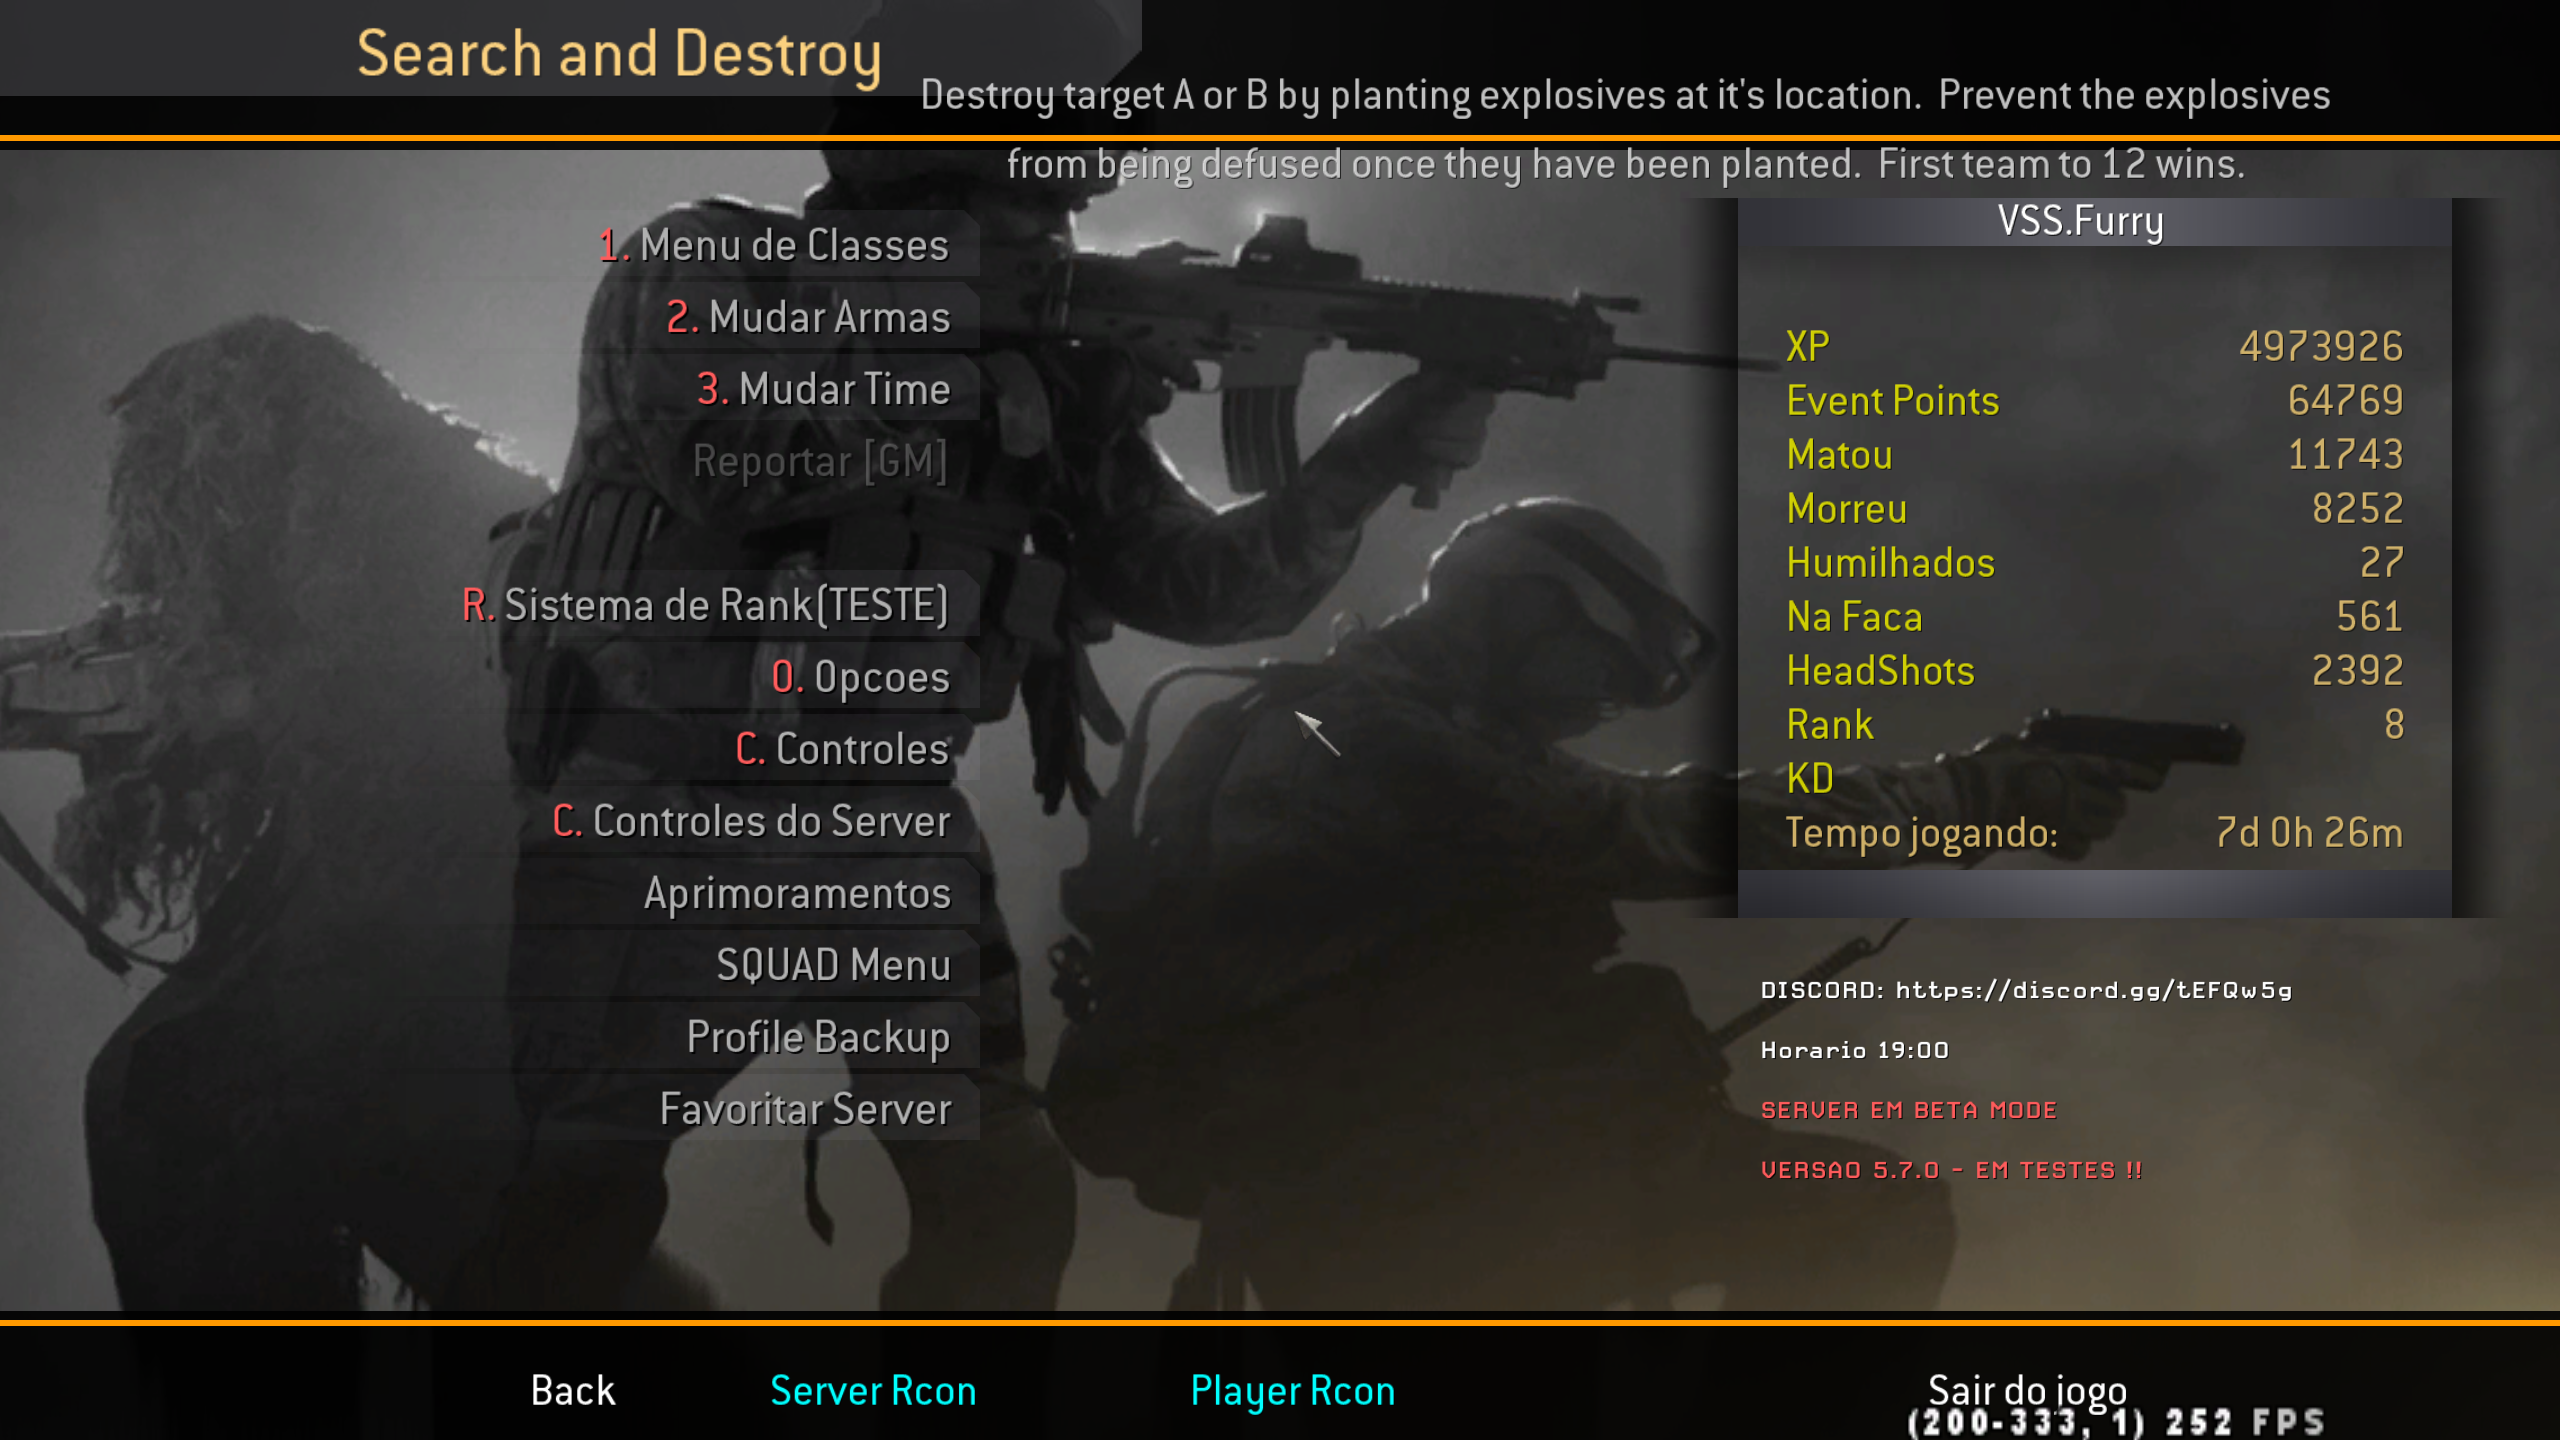 Search and Destroy
Destroy target A or B by planting explosives at it's location.  Prevent the explosives
from being defused once they have been planted.  First team to 12 wins.
1. Menu de Classes
2. Mudar Armas
3. Mudar Time
Reportar [GM]
R. Sistema de Rank(TESTE)
O. Opcoes
C. Controles
C. Controles do Server
Aprimoramentos
SQUAD Menu
Profile Backup
Favoritar Server
VSS.Furry
XP 4973926
Event Points 64769
Matou 11743
Morreu 8252
Humilhados 27
Na Faca 561
HeadShots 2392
Rank 8
KD
Tempo jogando: 7d 0h 26m
DISCORD: https://discord.gg/tEFQw5g
Horario 19:00
SERVER EM BETA MODE
VERSAO 5.7.0 - EM TESTES !!
Back Server Rcon Player Rcon Sair do jogo
(200-333, 1) 252 FPS